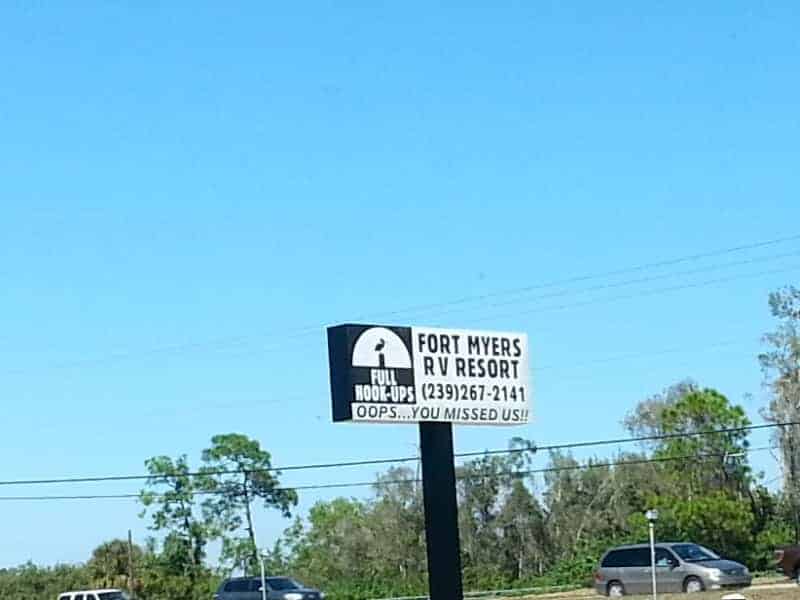 FORT MYERS
RV RESORT
FULL
HOOK-UPS
(239)267-2141
OOPS...YOU MISSED US!!